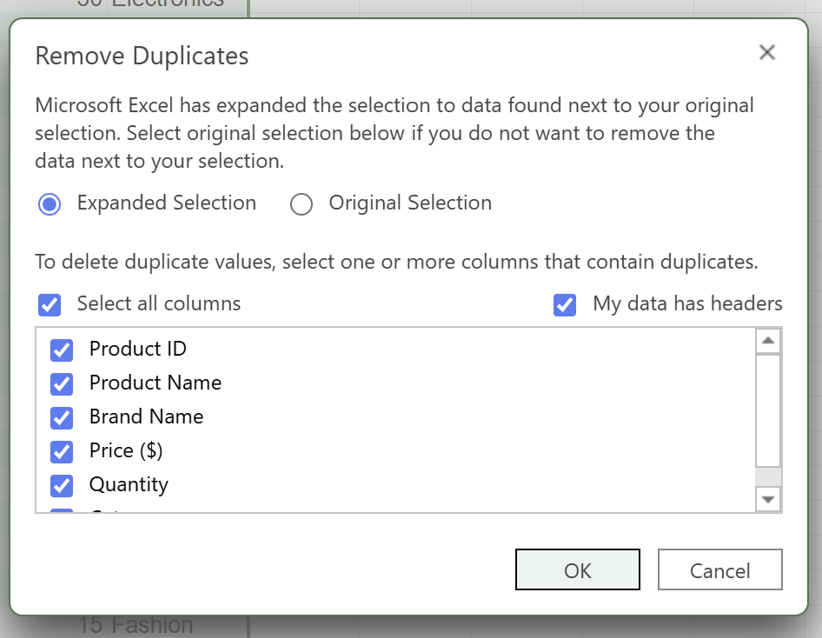 Electronics
Remove Duplicates
Microsoft Excel has expanded the selection to data found next to your original
selection. Select original selection below if you do not want to remove the
data next to your selection.
Expanded Selection Original Selection
To delete duplicate values, select one or more columns that contain duplicates.
Select all columns My data has headers
Product ID
Product Name
Brand Name
Price ($)
Quantity
OK Cancel
15 Fashion